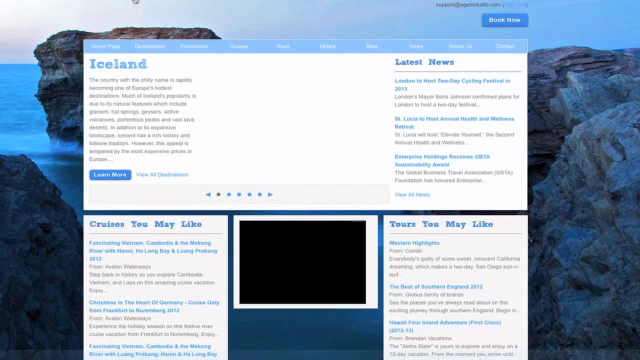 support@agentstudio.com (Sign Out)
Book Now
Home Page Destinations Promotions Cruises Tours Hotels Blog News About Us Contact
Iceland
The country with the chilly name is rapidly
becoming one of Europe's hottest
destinations. Much of Iceland's popularity is
due to its natural features which include
glaciers, hot springs, geysers, active
volcanoes, portentous peaks and vast lava
deserts. In addition to its expansive
landscape, Iceland has a rich history and
folklore tradition. However, this appeal is
tempered by the most expensive prices in
Europe....
Learn More View All Destinations
Latest News
London to Host Two-Day Cycling Festival in
2013
London's Mayor Boris Johnson confirmed plans for
London to host a two-day festival...
St. Lucia to Host Annual Health and Wellness
Retreat
St. Lucia will host "Elevate Yourself," the Second
Annual Health and Wellness...
Enterprise Holdings Receives GBTA
Sustainability Award
The Global Business Travel Association (GBTA)
Foundation has honored Enterprise...
View All News
Cruises You May Like
Fascinating Vietnam, Cambodia & the Mekong
River with Hanoi, Ha Long Bay & Luang Prabang
2012
From: Avalon Waterways
Step back in history as you explore Cambodia,
Vietnam, and Laos on this amazing cruise vacation.
Enjoy...
Christmas In The Heart Of Germany - Cruise Only
from Frankfurt to Nuremberg 2012
From: Avalon Waterways
Experience the holiday season on this festive river
cruise vacation from Frankfurt to Nuremberg. Enjoy...
Fascinating Vietnam, Cambodia & the Mekong
River with Luang Prabang, Hanoi & Ha Long Bay
Tours You May Like
Western Highlights
From: Contiki
Everybody's guilty of some sweet, innocent California
dreaming, which makes a two-day. San Diego sun-n-
surf...
The Best of Southern England 2012
From: Globus family of brands
See the places you've always read about on this
exciting journey through southern England. Begin in...
Hawaii Four Island Adventure (First Class)
(2012-13)
From: Brendan Vacations
The "Aloha State" is yours to explore and enjoy on a
13-day vacation. From the moment you arrive until...